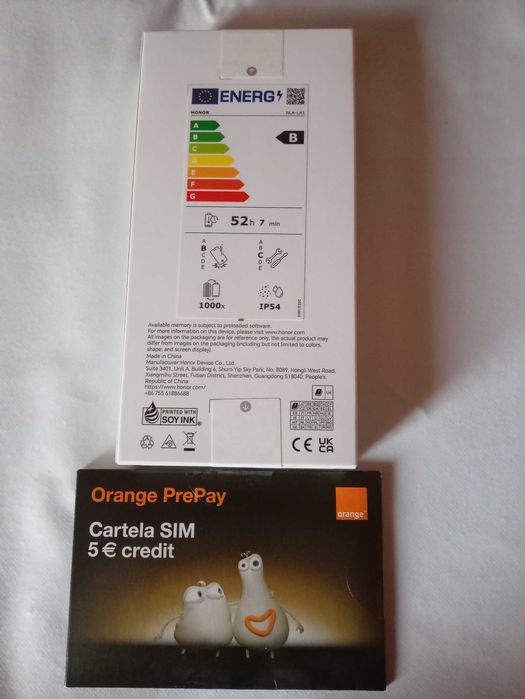 ENERG
HONOR
NLA-LX1
A
B
C
D
E
F
G
B
52h 7 min
A
B
C
D
E
A
B
C
D
E
1000x
IP54
Available memory is subject to preloaded software.
For more information on this device, please visit www.honor.com
All images on the packaging are for reference only, the actual product may
differ from images on the packaging (including but not limited to colors,
shape, and screen display).
Made in China
Manufacturer:Honor Device Co., Ltd.
Suite 3401, Unit A, Building 6, Shum Yip Sky Park, No. 8089, Hongli West Road,
Xiangmihu Street, Futian District, Shenzhen, Guangdong 518040, People's
Republic of China
https://www.honor.com/
+86 755 61886688
PRINTED WITH
SOY INK
CE UK
CA
Orange PrePay
orange
Cartela SIM
5 € credit